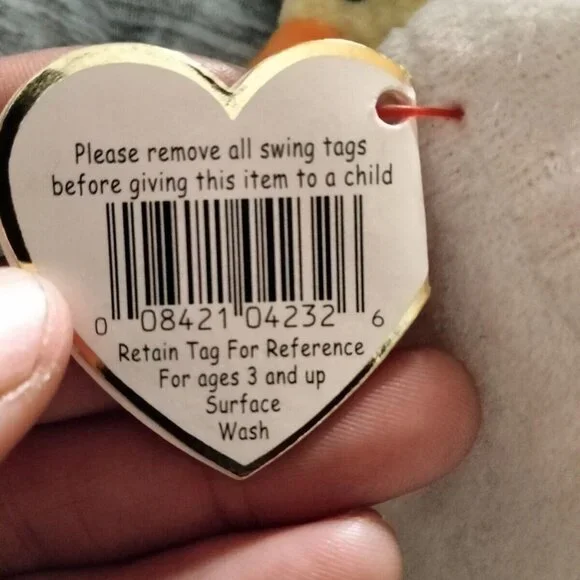 Please remove all swing tags
before giving this item to a child
0 08421 04232 6
Retain Tag For Reference
For ages 3 and up
Surface
Wash